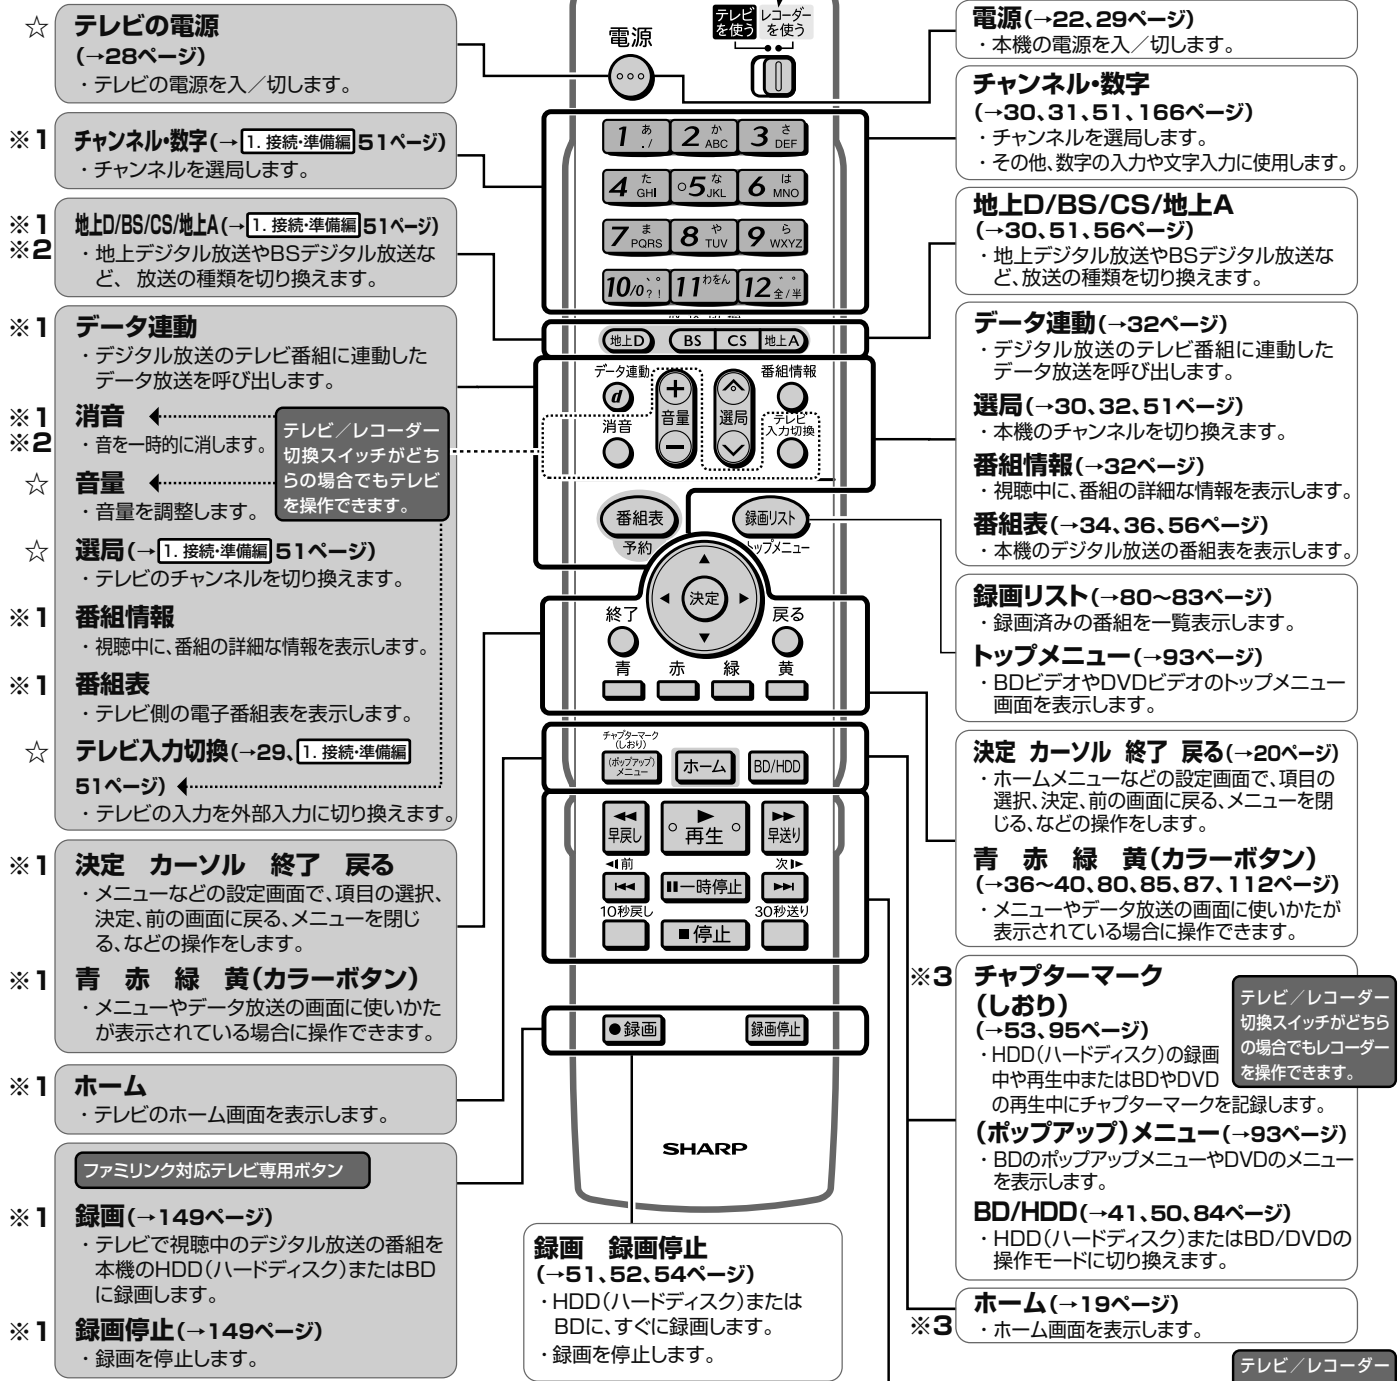 ☆ テレビの電源
(→28ページ)
・テレビの電源を入／切します。
※1 チャンネル・数字(→1. 接続・準備編 51ページ)
・チャンネルを選局します。
※1 地上D/BS/CS/地上A(→1. 接続・準備編 51ページ)
※2 ・地上デジタル放送やBSデジタル放送な
ど、 放送の種類を切り換えます。
※1 データ連動
・デジタル放送のテレビ番組に連動した
データ放送を呼び出します。
※1 消音
※2 ・音を一時的に消します。
☆ 音量
・音量を調整します。
テレビ／レコーダー
切換スイッチがどち
らの場合でもテレビ
を操作できます。
☆ 選局(→1. 接続・準備編 51ページ)
・テレビのチャンネルを切り換えます。
※1 番組情報
・視聴中に、番組の詳細な情報を表示します。
※1 番組表
・テレビ側の電子番組表を表示します。
☆ テレビ入力切換(→29、1. 接続・準備編
51ページ)
・テレビの入力を外部入力に切り換えます。
※1 決定 カーソル 終了 戻る
・メニューなどの設定画面で、項目の選択、
決定、前の画面に戻る、メニューを閉じ
る、などの操作をします。
※1 青 赤 緑 黄(カラーボタン)
・メニューやデータ放送の画面に使いかた
が表示されている場合に操作できます。
※1 ホーム
・テレビのホーム画面を表示します。
ファミリンク対応テレビ専用ボタン
※1 録画(→149ページ)
・テレビで視聴中のデジタル放送の番組を
本機のHDD(ハードディスク)またはBD
に録画します。
※1 録画停止(→149ページ)
・録画を停止します。
電源
テレビ
を使う
レコーダー
を使う
1 あ ./
2 か ABC
3 さ DEF
4 た GHI
5 な JKL
6 は MNO
7 ま PQRS
8 や TUV
9 ら WXYZ
10/0 、。?!
11 わをん
12 ゛゜全/半
地上D BS CS 地上A
データ連動
d
＋
音量
－
選局
番組情報
消音
テレビ
入力切換
番組表
予約
録画リスト
トップメニュー
決定
終了
戻る
青 赤 緑 黄
チャプターマーク
(しおり)
(ポップアップ)
メニュー
ホーム
BD/HDD
◀◀
早戻し
▶
再生
▶▶
早送り
前
次
⏮ ⏸一時停止 ⏭
10秒戻し
30秒送り
■停止
●録画 録画停止
SHARP
録画 録画停止
(→51、52、54ページ)
・HDD(ハードディスク)または
BDに、すぐに録画します。
・録画を停止します。
電源(→22、29ページ)
・本機の電源を入／切します。
チャンネル・数字
(→30、31、51、166ページ)
・チャンネルを選局します。
・その他、数字の入力や文字入力に使用します。
地上D/BS/CS/地上A
(→30、51、56ページ)
・地上デジタル放送やBSデジタル放送な
ど、放送の種類を切り換えます。
データ連動(→32ページ)
・デジタル放送のテレビ番組に連動した
データ放送を呼び出します。
選局(→30、32、51ページ)
・本機のチャンネルを切り換えます。
番組情報(→32ページ)
・視聴中に、番組の詳細な情報を表示します。
番組表(→34、36、56ページ)
・本機のデジタル放送の番組表を表示します。
録画リスト(→80〜83ページ)
・録画済みの番組を一覧表示します。
トップメニュー(→93ページ)
・BDビデオやDVDビデオのトップメニュー
画面を表示します。
決定 カーソル 終了 戻る(→20ページ)
・ホームメニューなどの設定画面で、項目の
選択、決定、前の画面に戻る、メニューを閉
じる、などの操作をします。
青 赤 緑 黄(カラーボタン)
(→36〜40、80、85、87、112ページ)
・メニューやデータ放送の画面に使いかたが
表示されている場合に操作できます。
※3 チャプターマーク
(しおり)
(→53、95ページ)
・HDD(ハードディスク)の録画
中や再生中またはBDやDVD
の再生中にチャプターマークを記録します。
テレビ／レコーダー
切換スイッチがどちら
の場合でもレコーダー
を操作できます。
(ポップアップ)メニュー(→93ページ)
・BDのポップアップメニューやDVDのメニュー
を表示します。
BD/HDD(→41、50、84ページ)
・HDD(ハードディスク)またはBD/DVDの
操作モードに切り換えます。
ホーム(→19ページ)
※3 ・ホーム画面を表示します。
テレビ／レコーダー